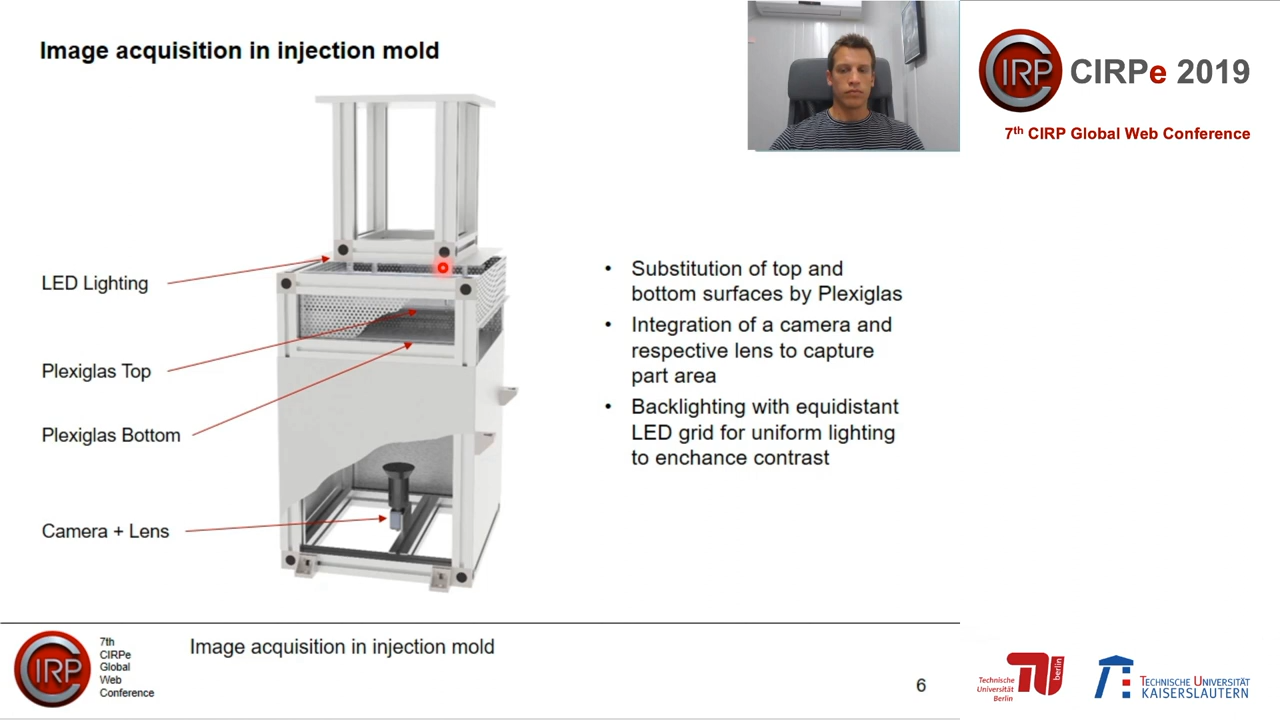 Image acquisition in injection mold
CIRP
CIRPe 2019
7th CIRP Global Web Conference
LED Lighting
Plexiglas Top
Plexiglas Bottom
Camera + Lens
• Substitution of top and
bottom surfaces by Plexiglas
• Integration of a camera and
respective lens to capture
part area
• Backlighting with equidistant
LED grid for uniform lighting
to enchance contrast
CIRP
7th
CIRPe
Global
Web
Conference
Image acquisition in injection mold
6
Technische
Universität
Berlin
berlin
TECHNISCHE UNIVERSITÄT
KAISERSLAUTERN